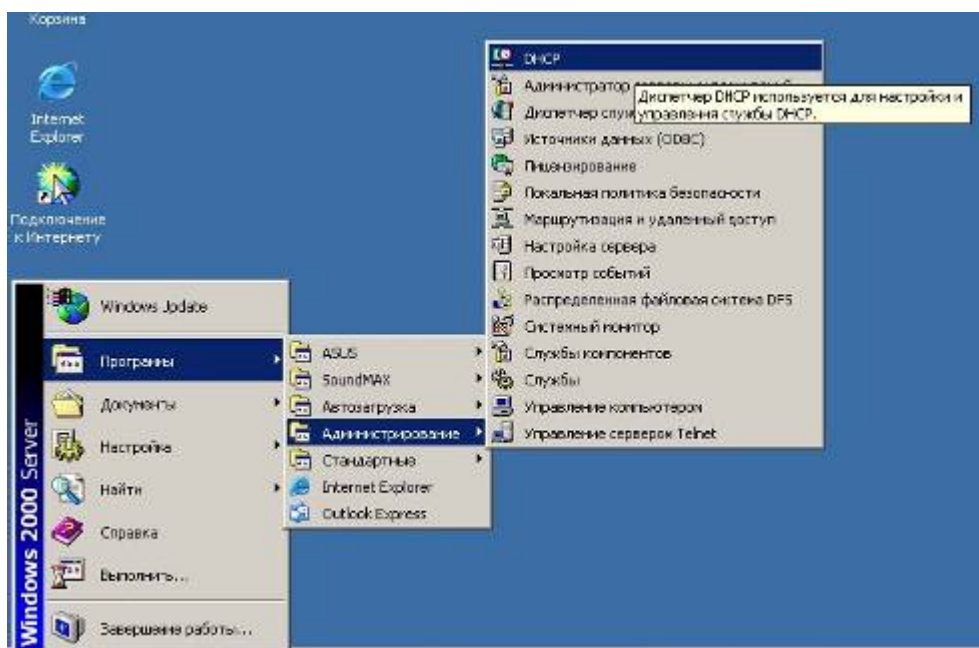 Корзина
Internet
Explorer
Подключение
к Интернету
Windows 2000 Server
Windows Update
Программы
Документы
Настройка
Найти
Справка
Выполнить...
Завершение работы...
ASUS
SoundMAX
Автозагрузка
Администрирование
Стандартные
Internet Explorer
Outlook Express
DHCP
Администратор
Диспетчер DHCP используется для настройки и
управления службы DHCP.
Диспетчер
Источники данных (ODBC)
Лицензирование
Локальная политика безопасности
Маршрутизация и удаленный доступ
Настройка сервера
Просмотр событий
Распределенная файловая система DFS
Системный монитор
Службы компонентов
Службы
Управление компьютером
Управление сервером Telnet